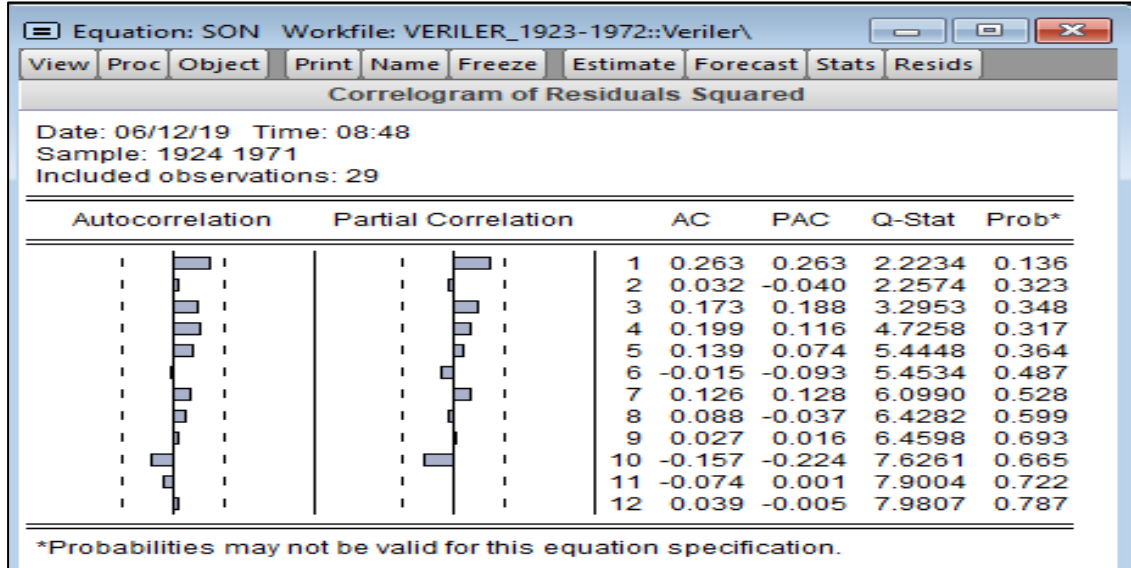 Equation: SON Workfile: VERILER_1923-1972::Veriler\
View Proc Object Print Name Freeze Estimate Forecast Stats Resids
Correlogram of Residuals Squared
Date: 06/12/19 Time: 08:48
Sample: 1924 1971
Included observations: 29
Autocorrelation Partial Correlation AC PAC Q-Stat Prob*
1 0.263 0.263 2.2234 0.136
2 0.032 -0.040 2.2574 0.323
3 0.173 0.188 3.2953 0.348
4 0.199 0.116 4.7258 0.317
5 0.139 0.074 5.4448 0.364
6 -0.015 -0.093 5.4534 0.487
7 0.126 0.128 6.0990 0.528
8 0.088 -0.037 6.4282 0.599
9 0.027 0.016 6.4598 0.693
10 -0.157 -0.224 7.6261 0.665
11 -0.074 0.001 7.9004 0.722
12 0.039 -0.005 7.9807 0.787
*Probabilities may not be valid for this equation specification.